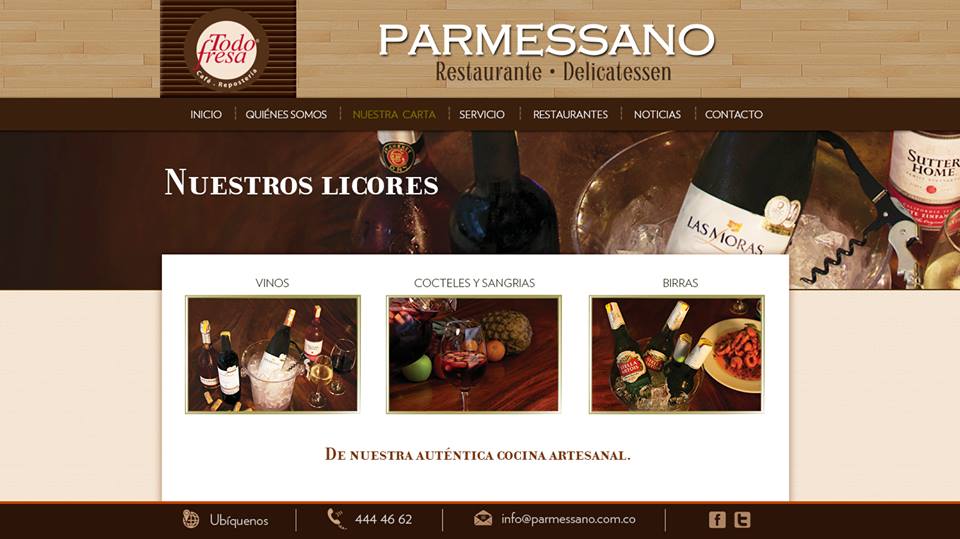 Todo
fresa®
Café . Repostería
PARMESSANO
Restaurante • Delicatessen
INICIO
QUIÉNES SOMOS
NUESTRA CARTA
SERVICIO
RESTAURANTES
NOTICIAS
CONTACTO
NUESTROS LICORES
LAS MORAS
SUTTER
HOME
VINOS
COCTELES Y SANGRIAS
BIRRAS
STELLA
ARTOIS
DE NUESTRA AUTÉNTICA COCINA ARTESANAL.
Ubíquenos
444 46 62
info@parmessano.com.co